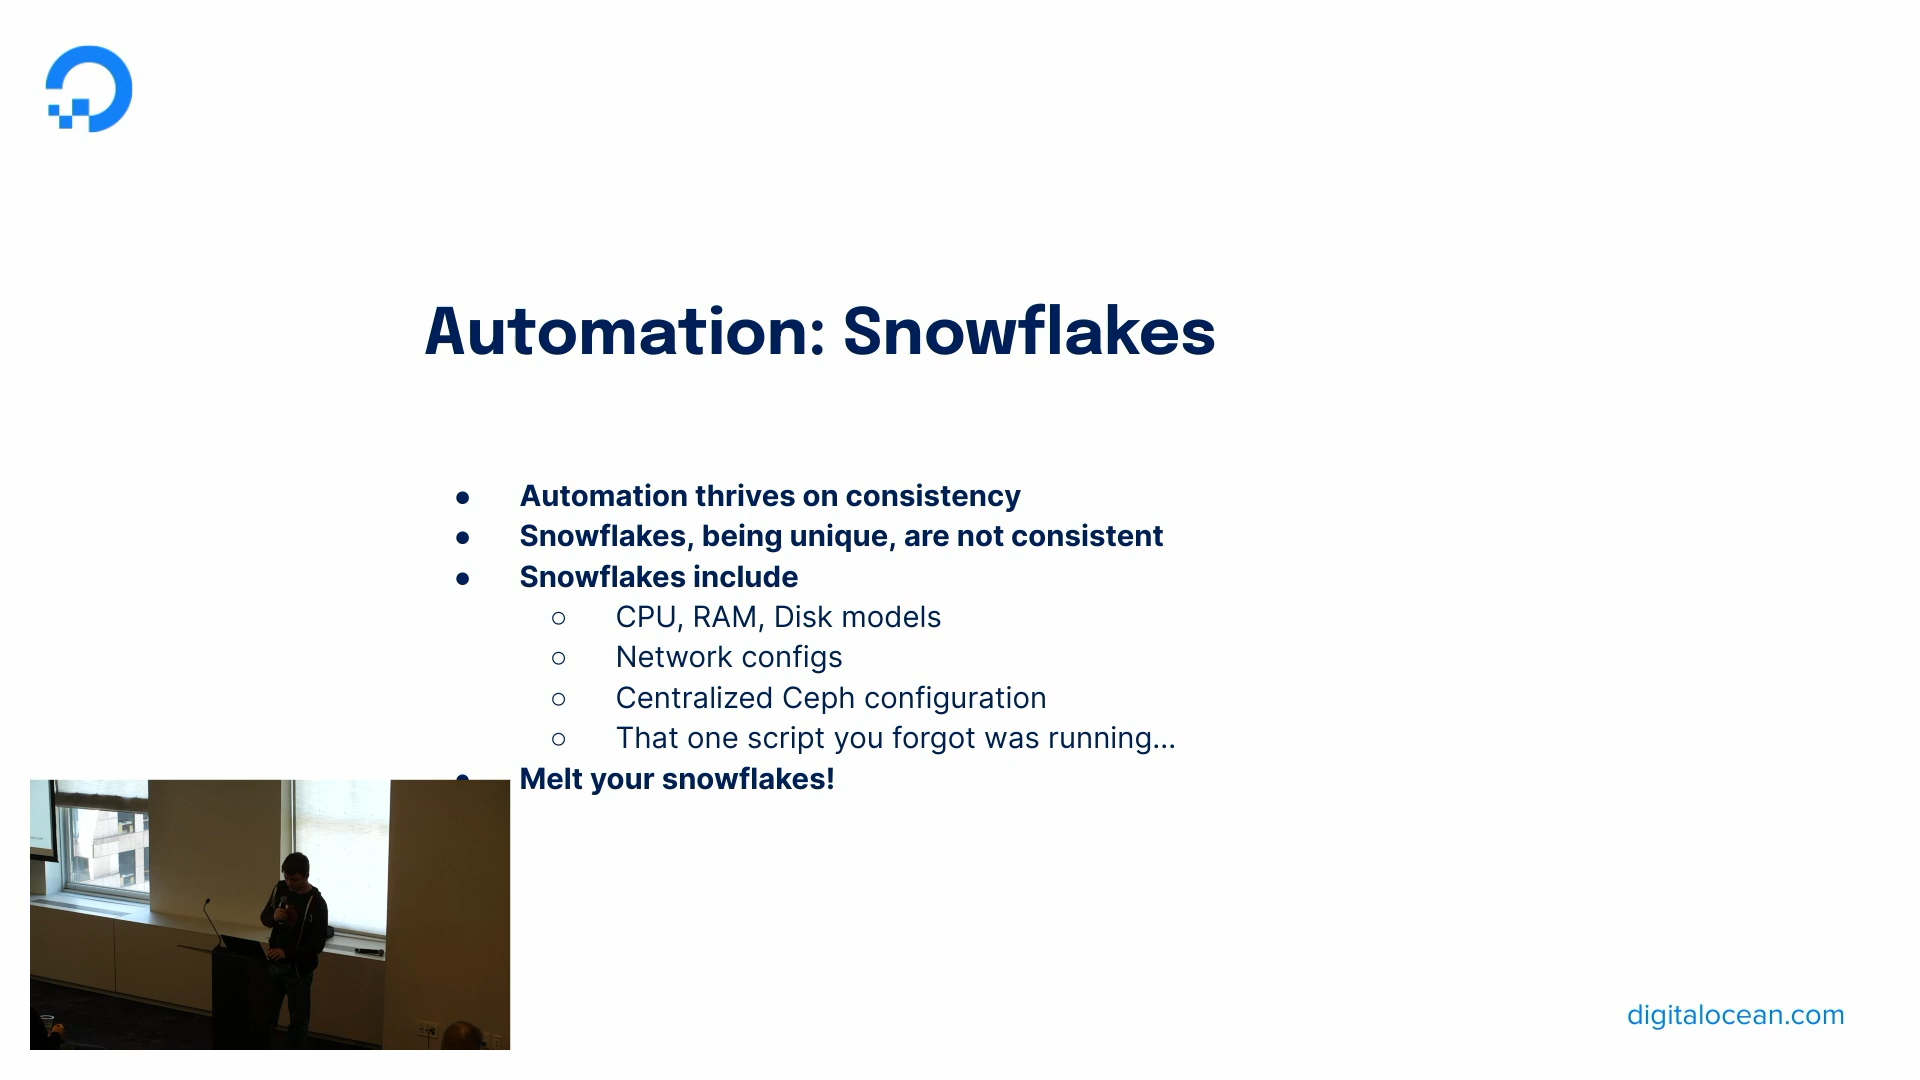 Automation: Snowflakes
● Automation thrives on consistency
● Snowflakes, being unique, are not consistent
● Snowflakes include
○ CPU, RAM, Disk models
○ Network configs
○ Centralized Ceph configuration
○ That one script you forgot was running...
● Melt your snowflakes!
digitalocean.com